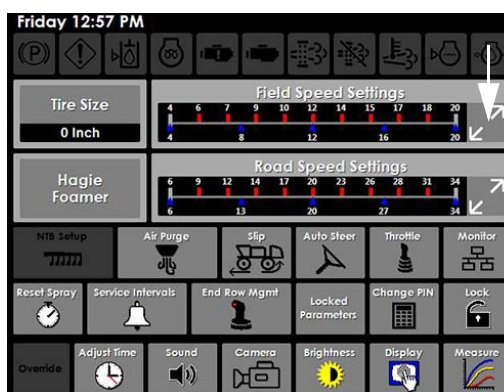 Friday 12:57 PM
(P)
Tire Size
0 Inch
Field Speed Settings
4 6 7 9 10 12 14 15 17 18 20
4 8 12 16 20
Hagie
Foamer
Road Speed Settings
6 9 12 14 17 20 23 26 28 31 34
6 13 20 27 34
NTB Setup
Air Purge
Slip
Auto Steer
Throttle
Monitor
Reset Spray
Service Intervals
End Row Mgmt
Locked
Parameters
Change PIN
Lock
Override
Adjust Time
Sound
Camera
Brightness
Display
Measure